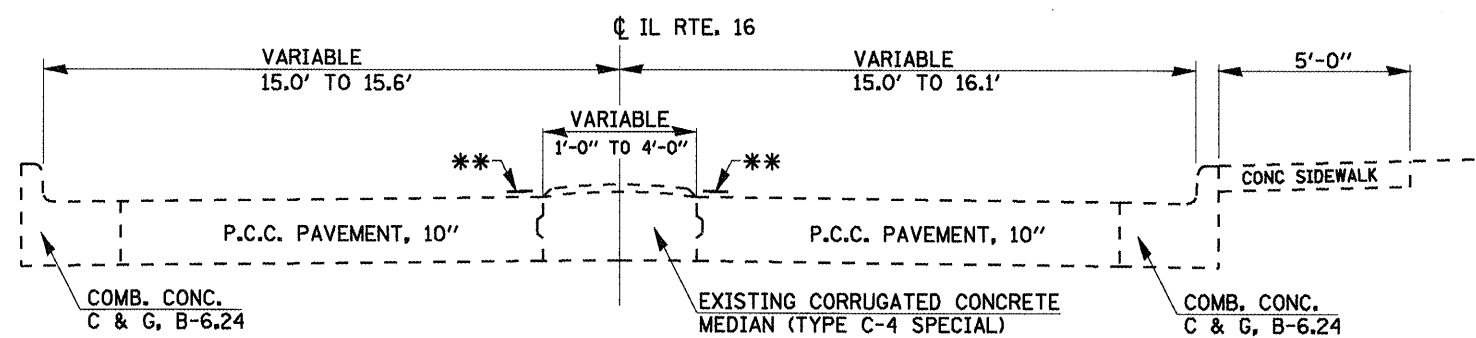 ℄ IL RTE. 16
VARIABLE
15.0' TO 15.6'
VARIABLE
15.0' TO 16.1'
5'-0"
VARIABLE
1'-0" TO 4'-0"
**
**
CONC SIDEWALK
P.C.C. PAVEMENT, 10"
P.C.C. PAVEMENT, 10"
COMB. CONC.
C & G, B-6.24
EXISTING CORRUGATED CONCRETE
MEDIAN (TYPE C-4 SPECIAL)
COMB. CONC.
C & G, B-6.24